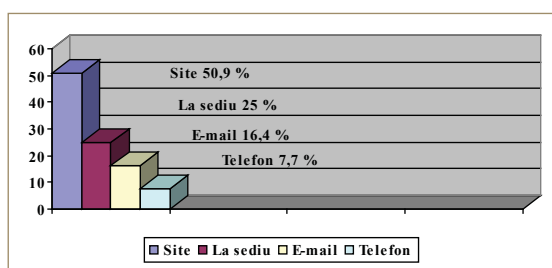 60
50
40
30
20
10
0
Site 50,9 %
La sediu 25 %
E-mail 16,4 %
Telefon 7,7 %
Site La sediu E-mail Telefon